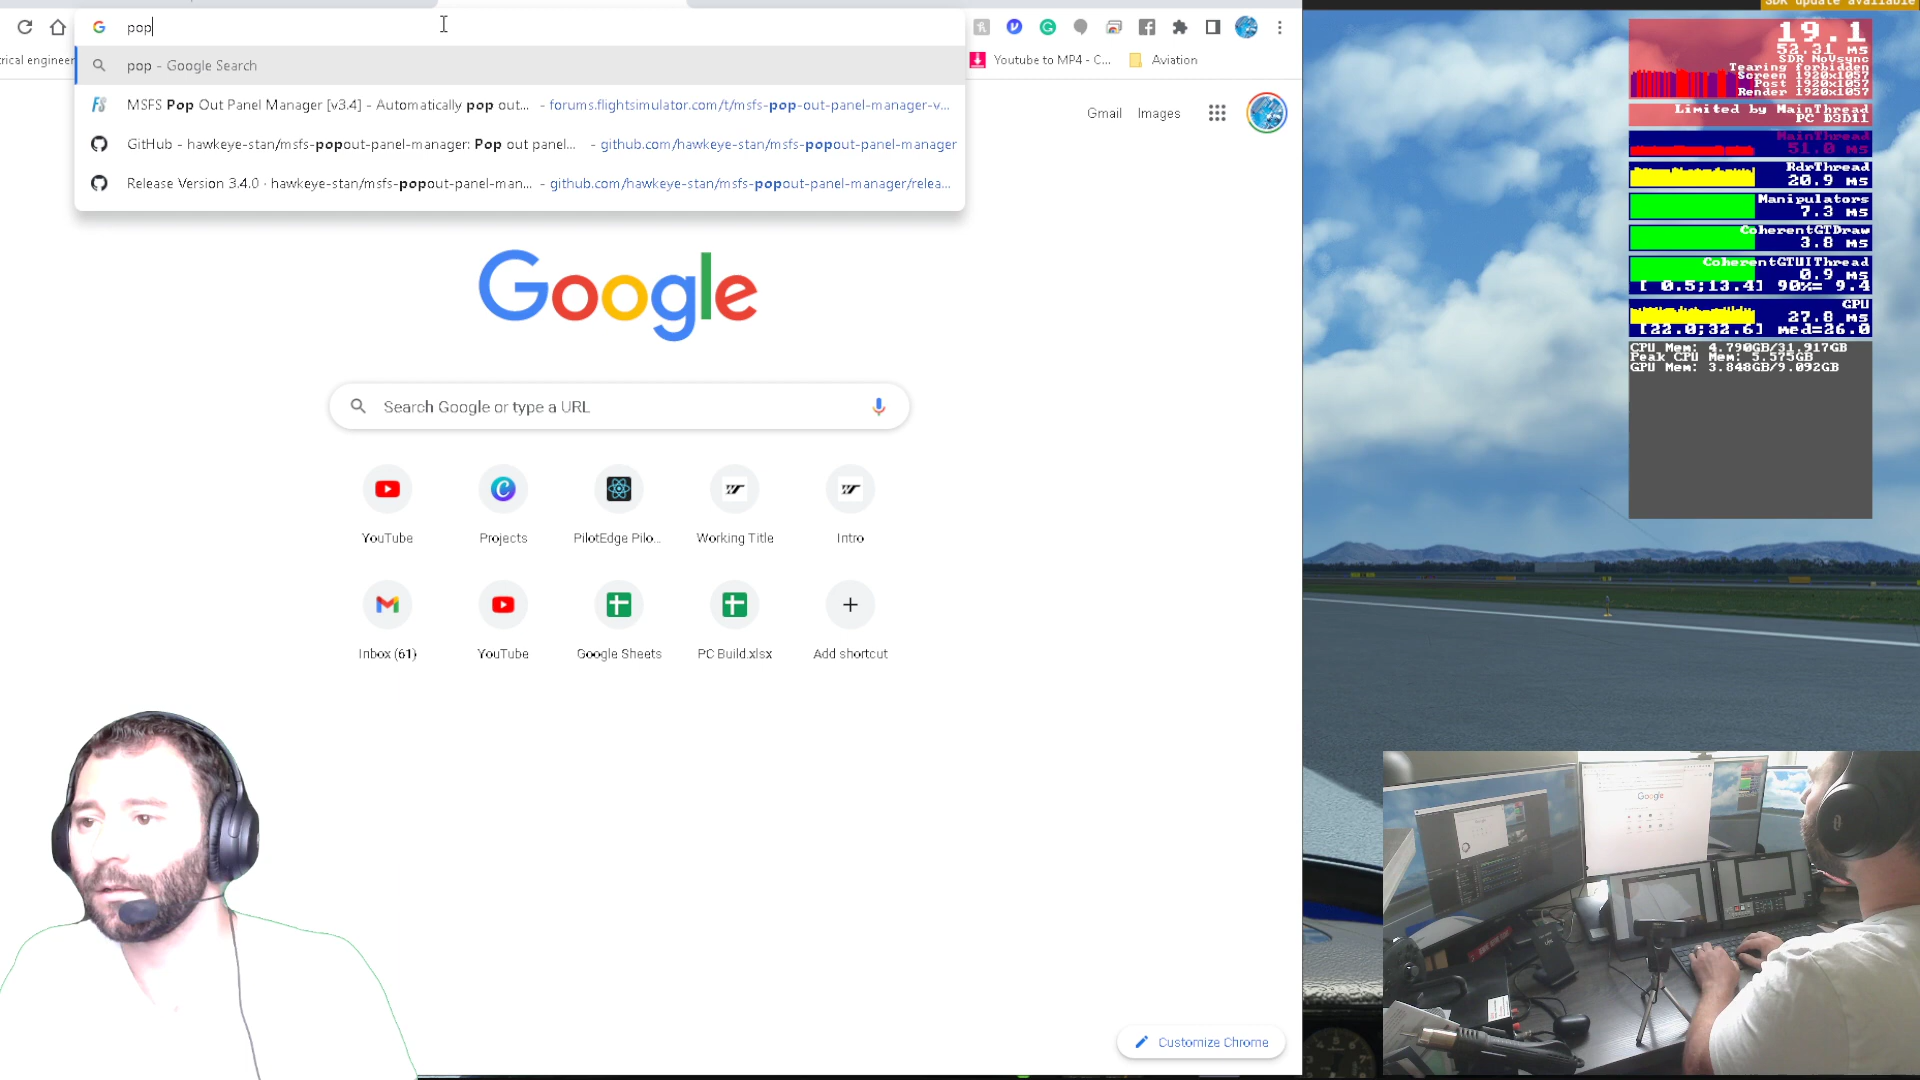 SDK update available
pop
pop - Google Search
MSFS Pop Out Panel Manager [v3.4] - Automatically pop out... - forums.flightsimulator.com/t/msfs-pop-out-panel-manager-v...
GitHub - hawkeye-stan/msfs-popout-panel-manager: Pop out panel... - github.com/hawkeye-stan/msfs-popout-panel-manager
Release Version 3.4.0 · hawkeye-stan/msfs-popout-panel-man... - github.com/hawkeye-stan/msfs-popout-panel-manager/relea...
trical engineer
Youtube to MP4 - C...
Aviation
Gmail Images
Google
Search Google or type a URL
YouTube
Projects
PilotEdge Pilo...
Working Title
Intro
Inbox (61)
YouTube
Google Sheets
PC Build.xlsx
Add shortcut
Customize Chrome
19.1
52.31 ms
SDR NoVsync
Tearing forbidden
Screen 1920x1057
Post 1920x1057
Render 1920x1057
Limited by MainThread
PC D3D11
MainThread
51.0 ms
RdrThread
20.9 ms
Manipulators
7.3 ms
CoherentGTDraw
3.8 ms
CoherentGTUIThread
0.9 ms
[ 0.5;13.4] 90%= 9.4
GPU
27.8 ms
[22.0;32.6] med=26.0
CPU Mem: 4.790GB/31.917GB
Peak CPU Mem: 5.575GB
GPU Mem: 3.848GB/9.092GB
Google